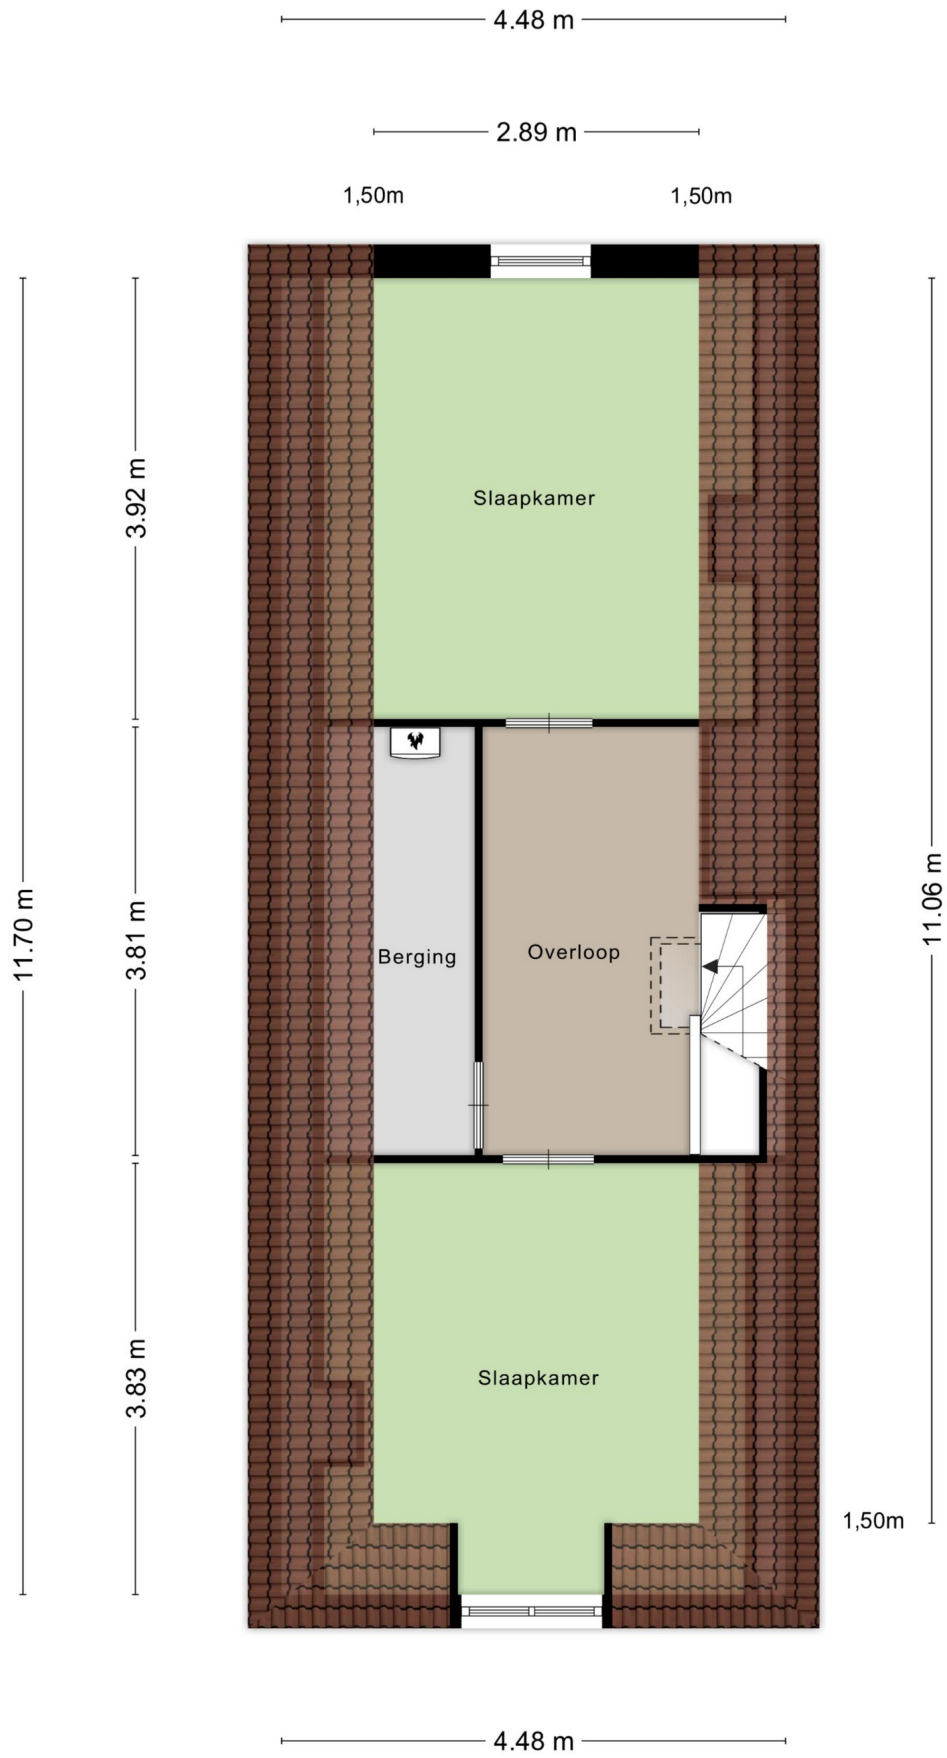 4.48 m
2.89 m
1,50m 1,50m
3.92 m
Slaapkamer
11.70 m
3.81 m
11.06 m
Berging
Overloop
3.83 m
Slaapkamer
1,50m
4.48 m